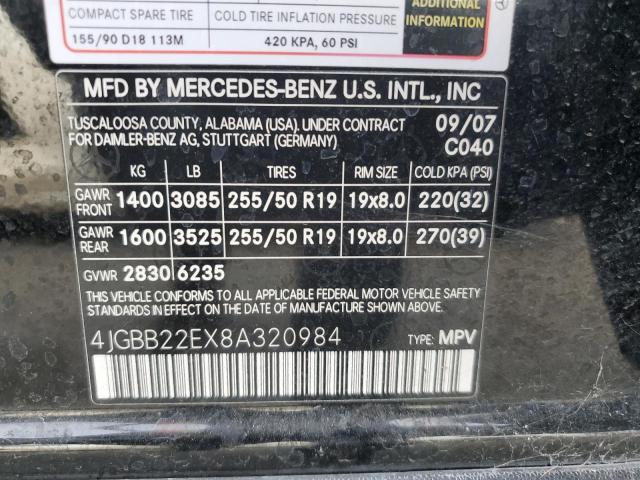 COMPACT SPARE TIRE COLD TIRE INFLATION PRESSURE
155/90 D18 113M 420 KPA, 60 PSI
ADDITIONAL
INFORMATION
MFD BY MERCEDES-BENZ U.S. INTL., INC
TUSCALOOSA COUNTY, ALABAMA (USA). UNDER CONTRACT
FOR DAIMLER-BENZ AG, STUTTGART (GERMANY)
09/07
C040
KG LB TIRES RIM SIZE COLD KPA (PSI)
GAWR FRONT 1400 3085 255/50 R19 19x8.0 220(32)
GAWR REAR 1600 3525 255/50 R19 19x8.0 270(39)
GVWR 2830 6235
THIS VEHICLE CONFORMS TO ALL APPLICABLE FEDERAL MOTOR VEHICLE SAFETY
STANDARDS IN EFFECT ON THE DATE OF MANUFACTURE SHOWN ABOVE.
4JGBB22EX8A320984 TYPE: MPV